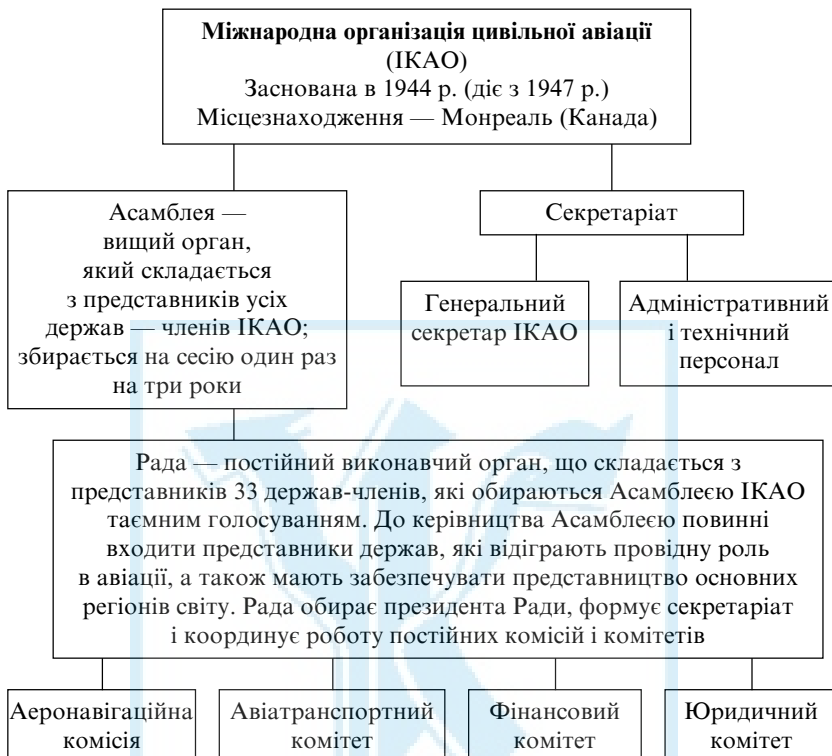 Міжнародна організація цивільної авіації
(ІКАО)
Заснована в 1944 р. (діє з 1947 р.)
Місцезнаходження — Монреаль (Канада)
Асамблея —
вищий орган,
який складається
з представників усіх
держав — членів ІКАО;
збирається на сесію один раз
на три роки
Секретаріат
Генеральний
секретар ІКАО
Адміністративний
і технічний
персонал
Рада — постійний виконавчий орган, що складається з
представників 33 держав-членів, які обираються Асамблеєю ІКАО
таємним голосуванням. До керівництва Асамблеєю повинні
входити представники держав, які відіграють провідну роль
в авіації, а також мають забезпечувати представництво основних
регіонів світу. Рада обирає президента Ради, формує секретаріат
і координує роботу постійних комісій і комітетів
Аеронавігаційна
комісія
Авіатранспортний
комітет
Фінансовий
комітет
Юридичний
комітет